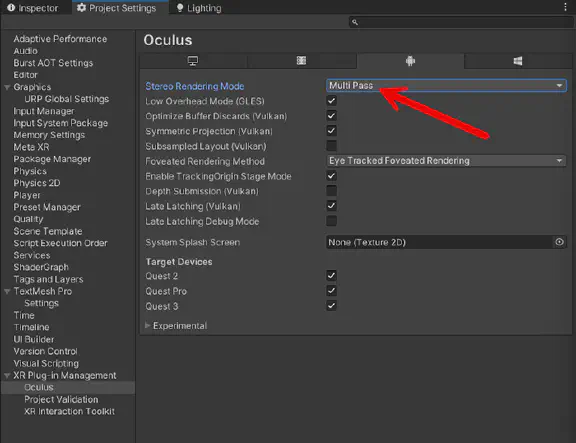 Inspector
Project Settings
Lighting
Adaptive Performance
Audio
Burst AOT Settings
Editor
Graphics
URP Global Settings
Input Manager
Input System Package
Memory Settings
Meta XR
Package Manager
Physics
Physics 2D
Player
Preset Manager
Quality
Scene Template
Script Execution Order
Services
ShaderGraph
Tags and Layers
TextMesh Pro
Settings
Time
Timeline
UI Builder
Version Control
Visual Scripting
XR Plug-in Management
Oculus
Project Validation
XR Interaction Toolkit
Oculus
Stereo Rendering Mode Multi Pass
Low Overhead Mode (GLES)
Optimize Buffer Discards (Vulkan)
Symmetric Projection (Vulkan)
Subsampled Layout (Vulkan)
Foveated Rendering Method Eye Tracked Foveated Rendering
Enable TrackingOrigin Stage Mode
Depth Submission (Vulkan)
Late Latching (Vulkan)
Late Latching Debug Mode
System Splash Screen None (Texture 2D)
Target Devices
Quest 2
Quest Pro
Quest 3
Experimental